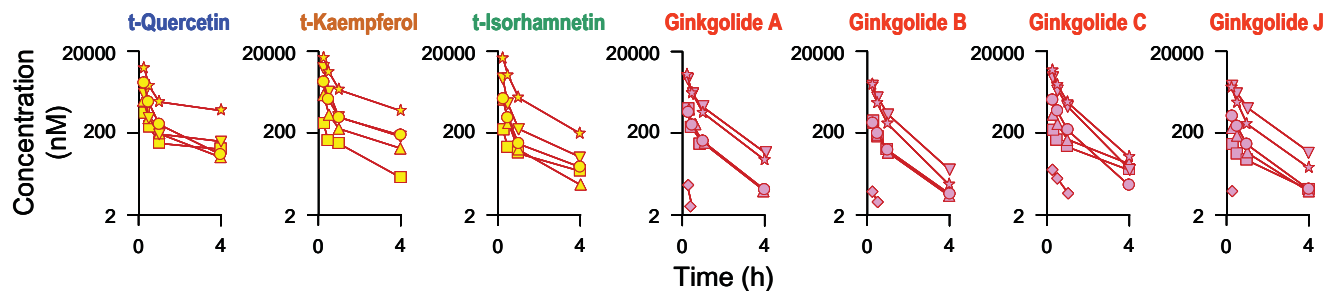 t-Quercetin t-Kaempferol t-Isorhamnetin Ginkgolide A Ginkgolide B Ginkgolide C Ginkgolide J
Concentration
(nM)
20000 20000 20000 20000 20000 20000 20000
200 200 200 200 200 200 200
2 2 2 2 2 2 2
0 4 0 4 0 4 0 4 0 4 0 4 0 4
Time (h)